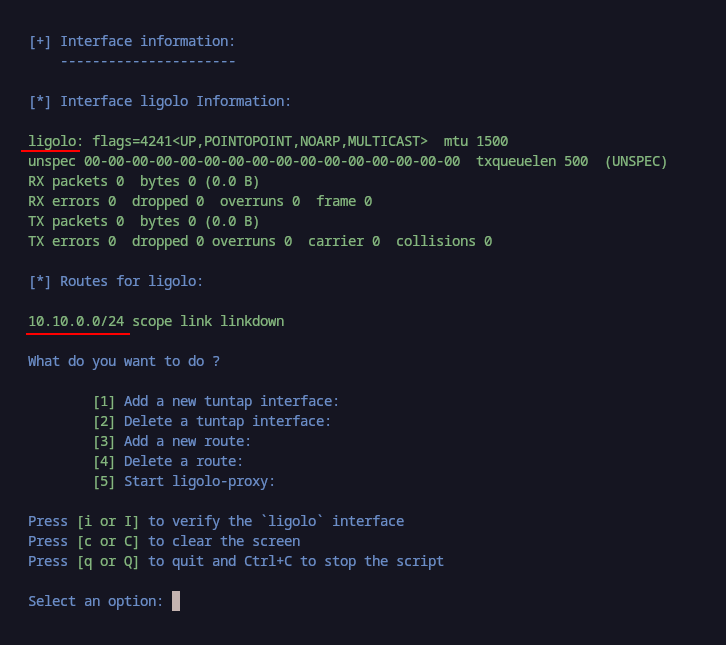 [+] Interface information:
----------------------
[*] Interface ligolo Information:
ligolo: flags=4241<UP,POINTOPOINT,NOARP,MULTICAST>  mtu 1500
unspec 00-00-00-00-00-00-00-00-00-00-00-00-00-00-00-00  txqueuelen 500  (UNSPEC)
RX packets 0  bytes 0 (0.0 B)
RX errors 0  dropped 0  overruns 0  frame 0
TX packets 0  bytes 0 (0.0 B)
TX errors 0  dropped 0 overruns 0  carrier 0  collisions 0
[*] Routes for ligolo:
10.10.0.0/24 scope link linkdown
What do you want to do ?
[1] Add a new tuntap interface:
[2] Delete a tuntap interface:
[3] Add a new route:
[4] Delete a route:
[5] Start ligolo-proxy:
Press [i or I] to verify the `ligolo` interface
Press [c or C] to clear the screen
Press [q or Q] to quit and Ctrl+C to stop the script
Select an option: